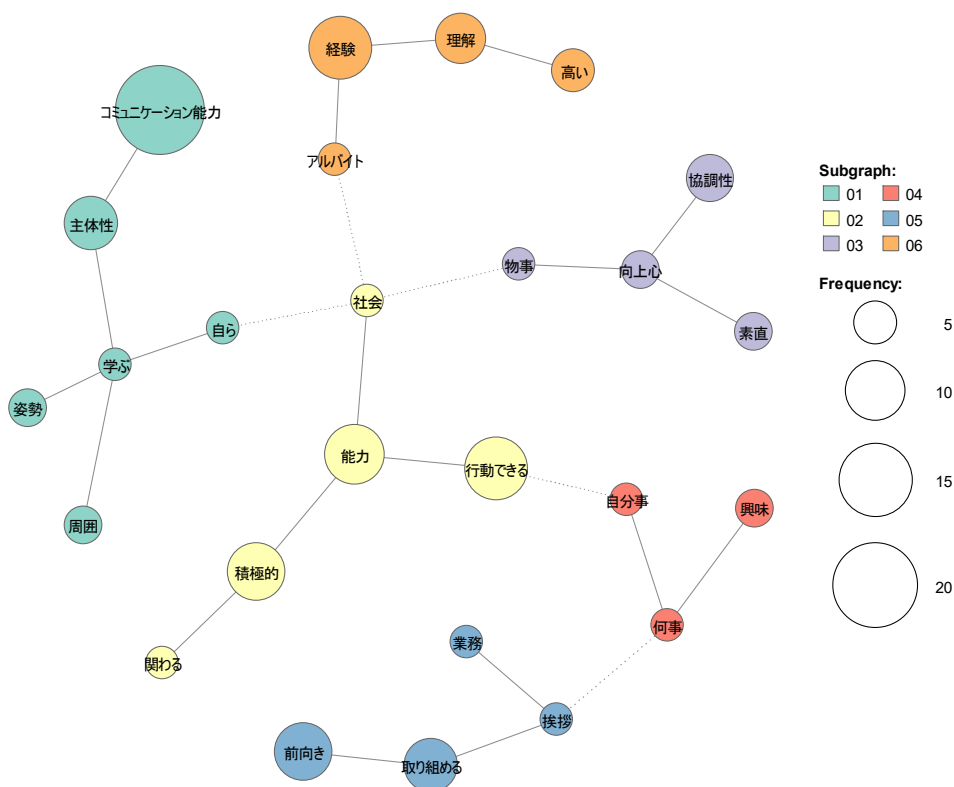 経験
理解
高い
コミュニケーション能力
アルバイト
協調性
主体性
物事
向上心
社会
自ら
素直
学ぶ
姿勢
能力
行動できる
自分事
興味
周囲
積極的
何事
業務
関わる
挨拶
前向き
取り組める
Subgraph:
01 04
02 05
03 06
Frequency:
5
10
15
20